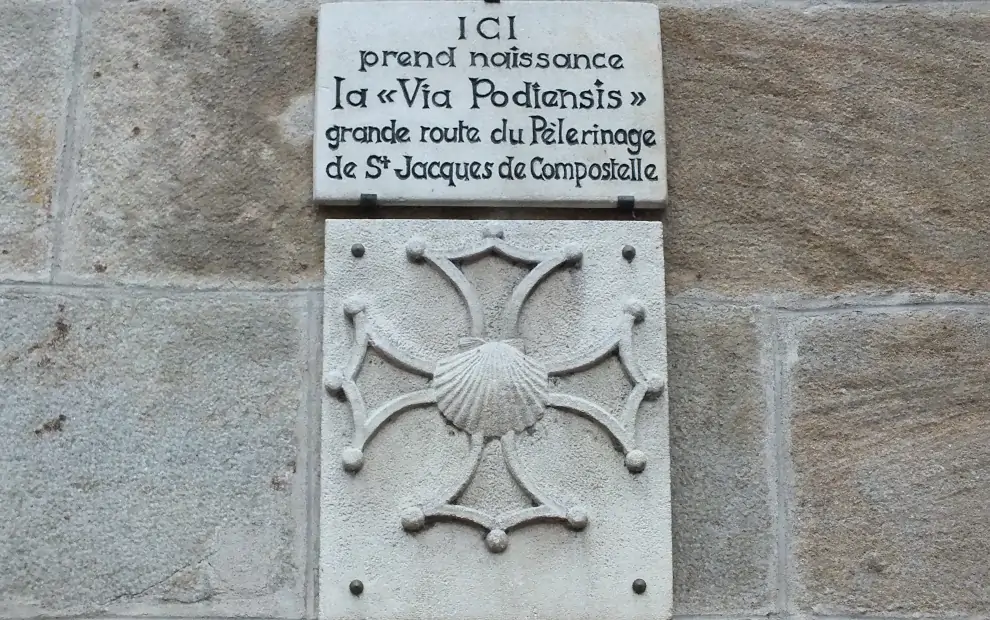 ICI
prend naissance
la «Via Podiensis»
grande route du Pèlerinage
de St Jacques de Compostelle